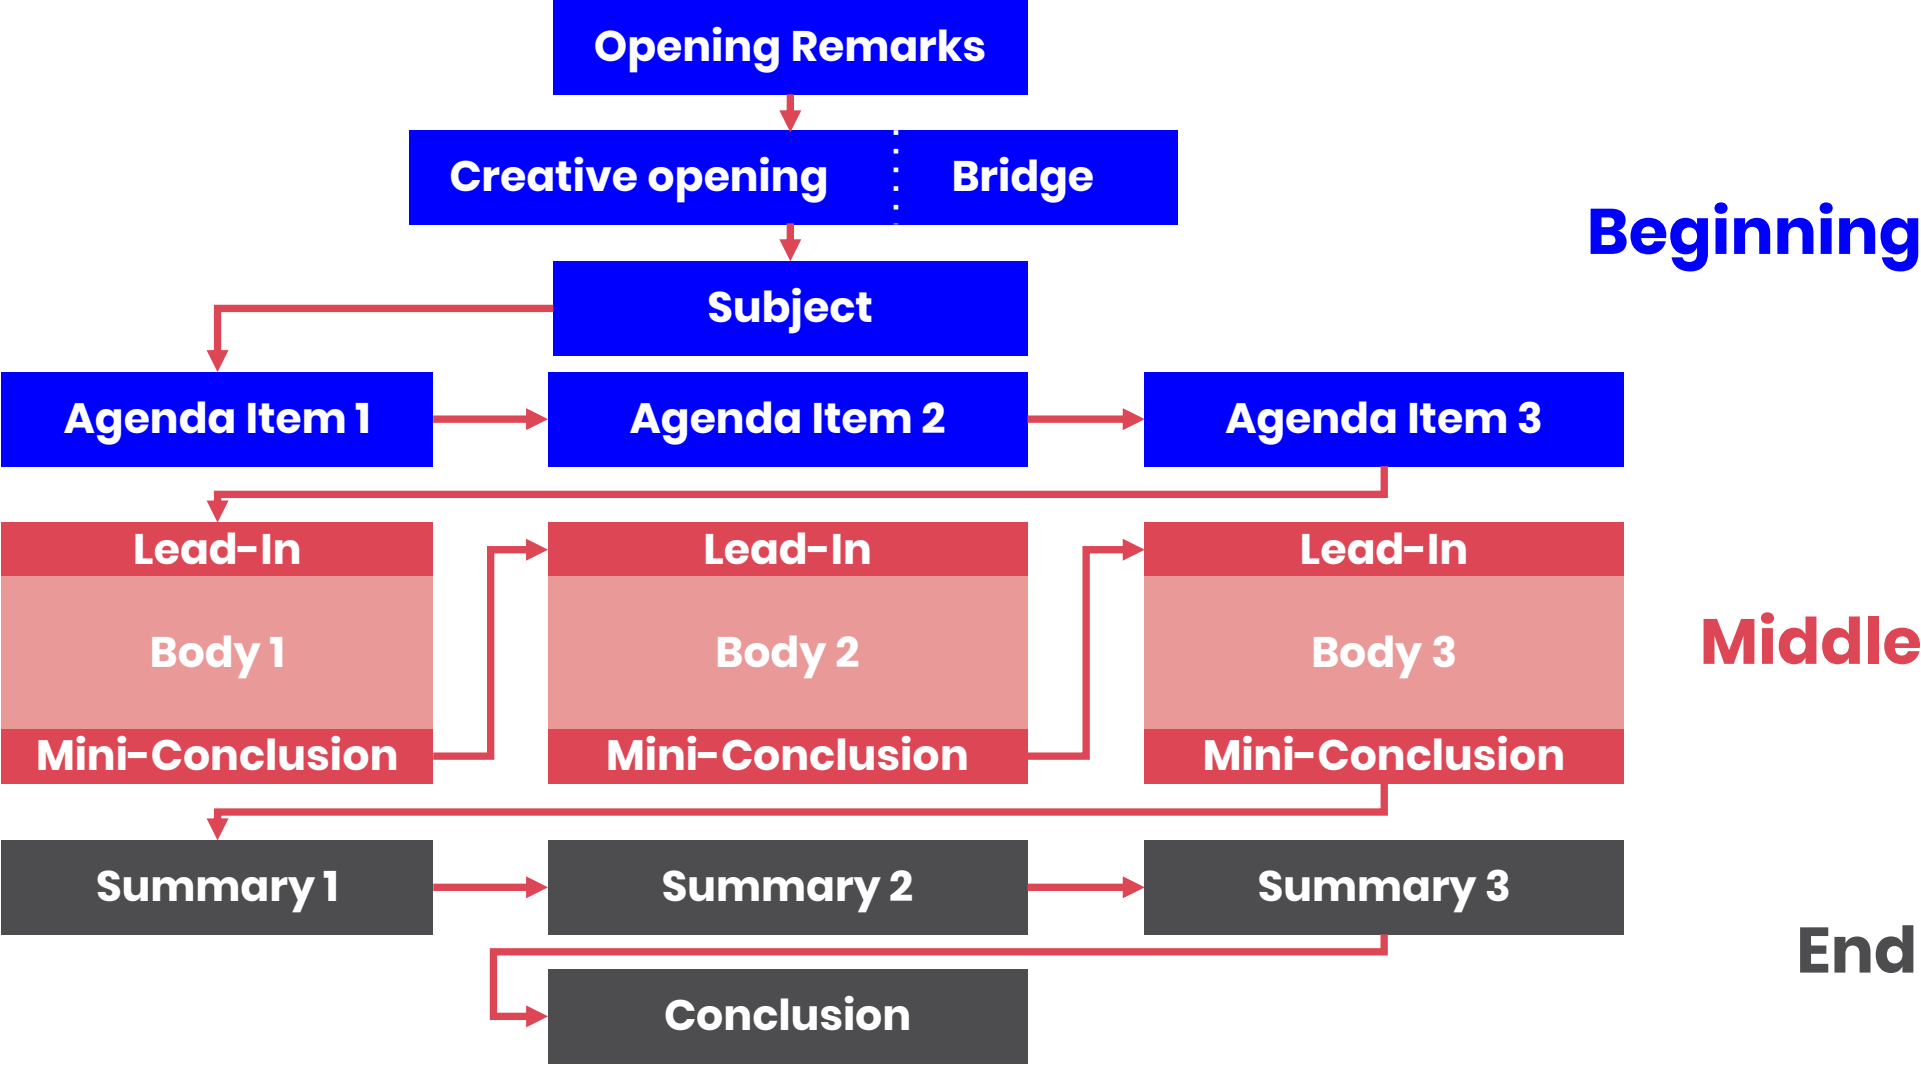 Opening Remarks
Creative opening
Bridge
Beginning
Subject
Agenda Item 1
Agenda Item 2
Agenda Item 3
Lead-In
Lead-In
Lead-In
Body 1
Body 2
Body 3
Middle
Mini-Conclusion
Mini-Conclusion
Mini-Conclusion
Summary 1
Summary 2
Summary 3
End
Conclusion